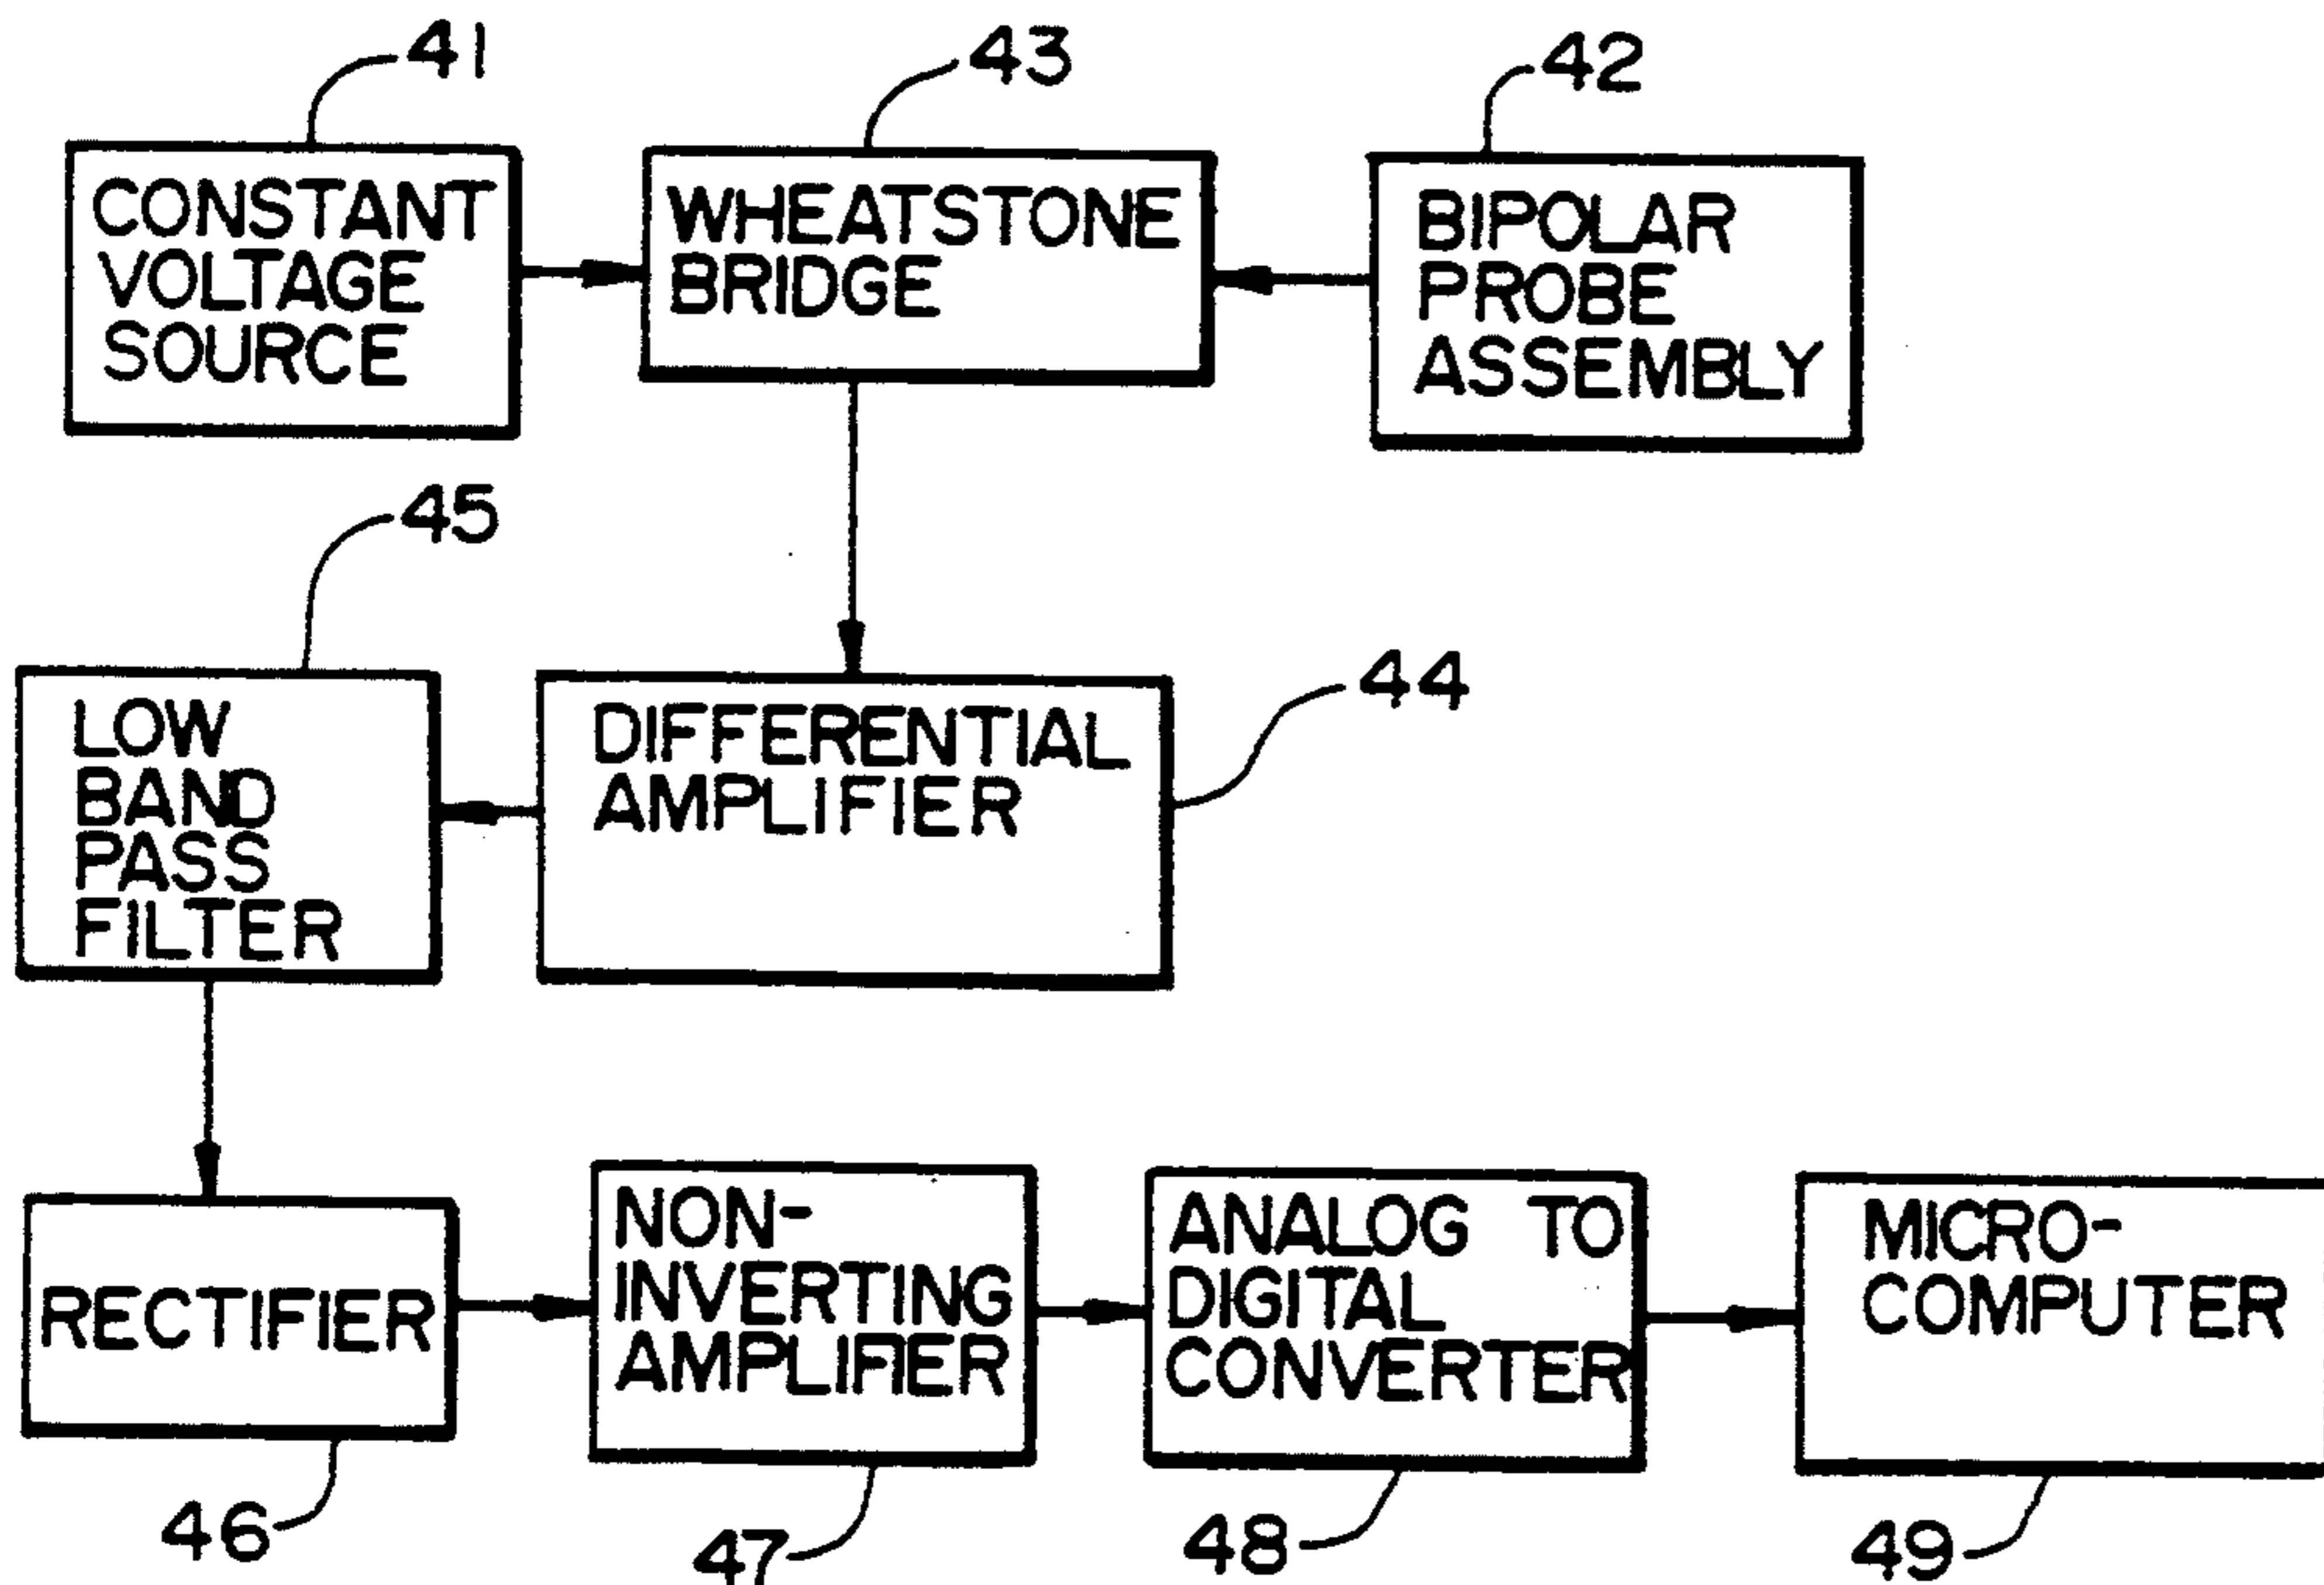 41
43
42
CONSTANT
VOLTAGE
SOURCE
WHEATSTONE
BRIDGE
BIPOLAR
PROBE
ASSEMBLY
45
44
LOW
BAND
PASS
FILTER
DIFFERENTIAL
AMPLIFIER
RECTIFIER
NON-
INVERTING
AMPLIFIER
ANALOG TO
DIGITAL
CONVERTER
MICRO-
COMPUTER
46
47
48
49